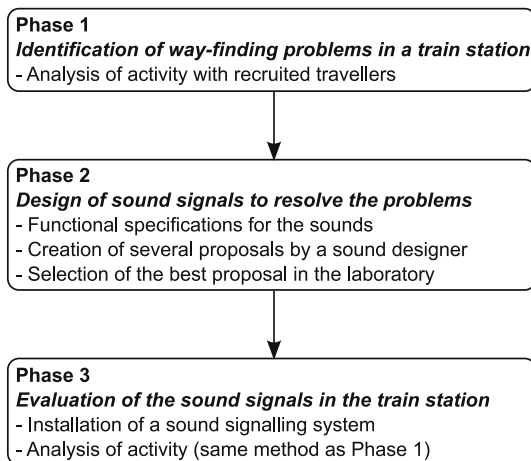 Phase 1
Identification of way-finding problems in a train station
- Analysis of activity with recruited travellers
Phase 2
Design of sound signals to resolve the problems
- Functional specifications for the sounds
- Creation of several proposals by a sound designer
- Selection of the best proposal in the laboratory
Phase 3
Evaluation of the sound signals in the train station
- Installation of a sound signalling system
- Analysis of activity (same method as Phase 1)